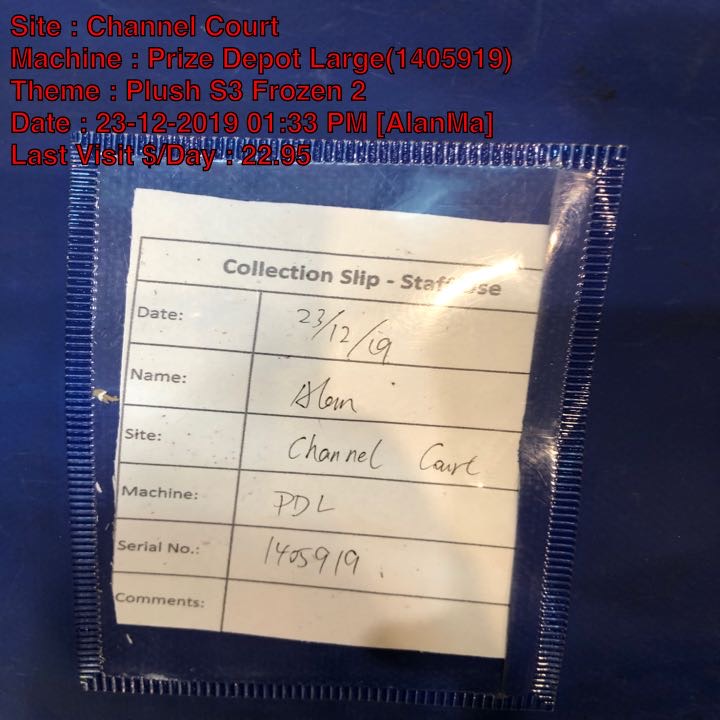 Site : Channel Court
Machine : Prize Depot Large(1405919)
Theme : Plush S3 Frozen 2
Date : 23-12-2019 01:33 PM [AlanMa]
Last Visit $/Day : 22.95
Collection Slip - Staff Use
Date: 23/12/19
Name: Alan
Site: Channel Court
Machine: PDL
Serial No.: 1405919
Comments: